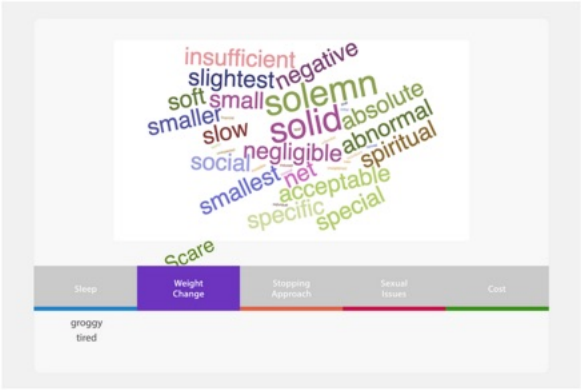 insufficient
negative
slightest
soft
small
solemn
smaller
slow
solid
absolute
abnormal
negligible
spiritual
social
smallest
net
acceptable
specific
special
Scare
Sleep
Weight
Change
Stopping
Approach
Sexual
Issues
Cost
groggy
tired